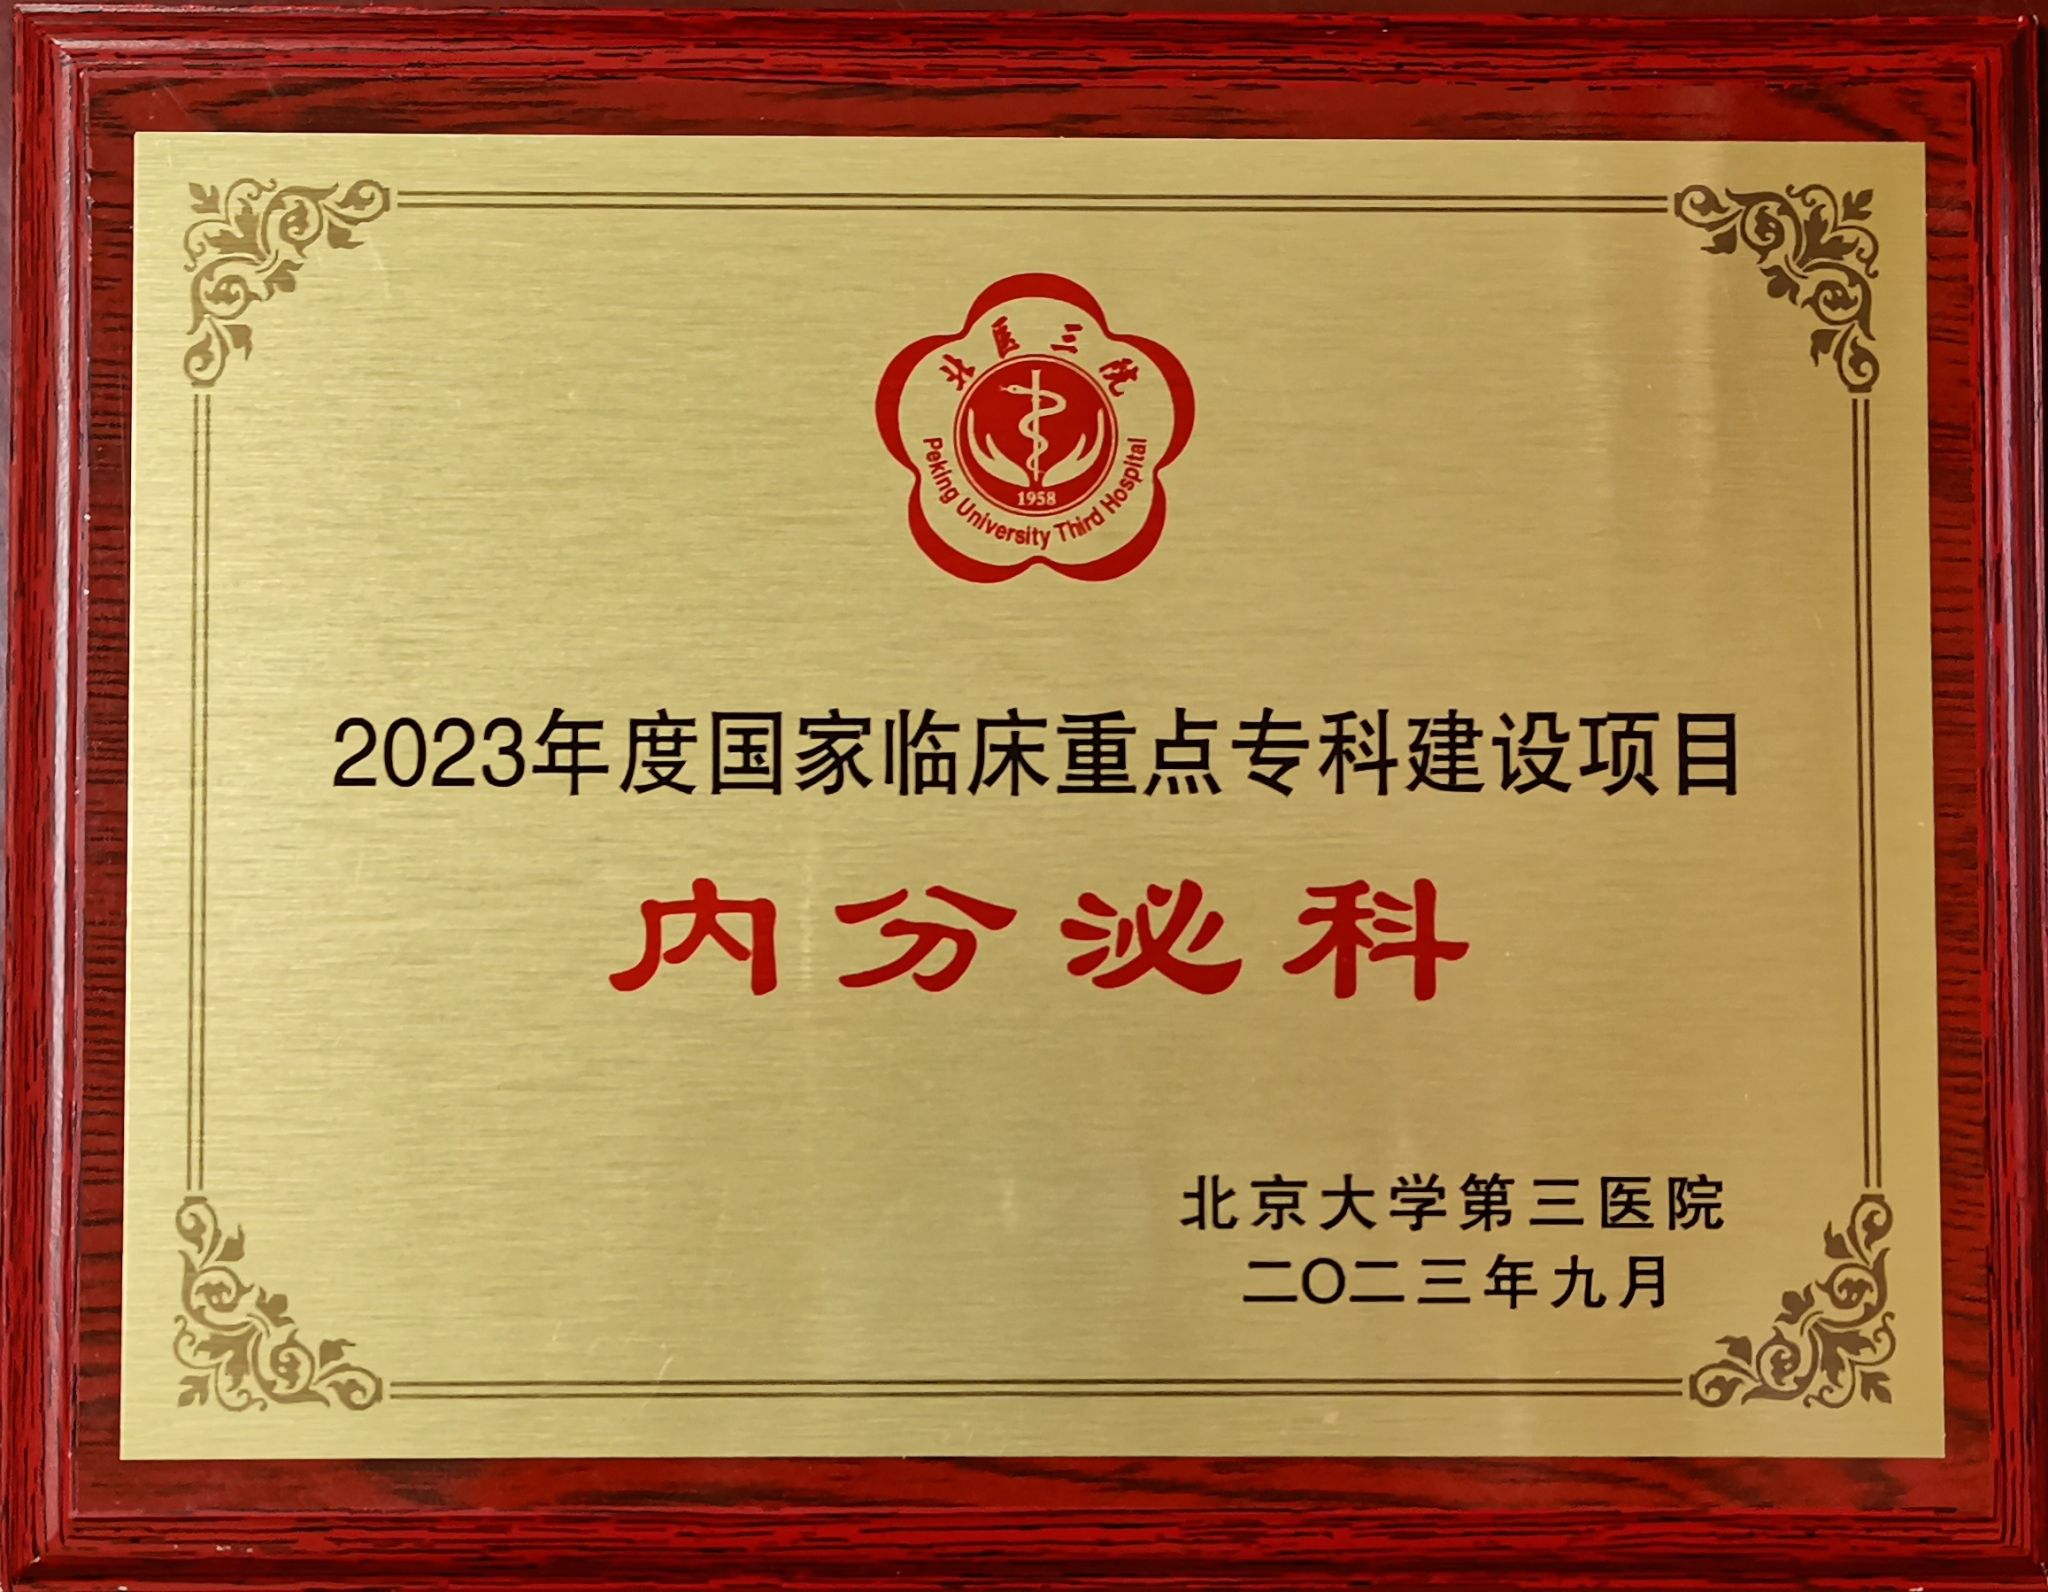 北医三院
1958
Peking University Third Hospital
2023年度国家临床重点专科建设项目
内分泌科
北京大学第三医院
二〇二三年九月